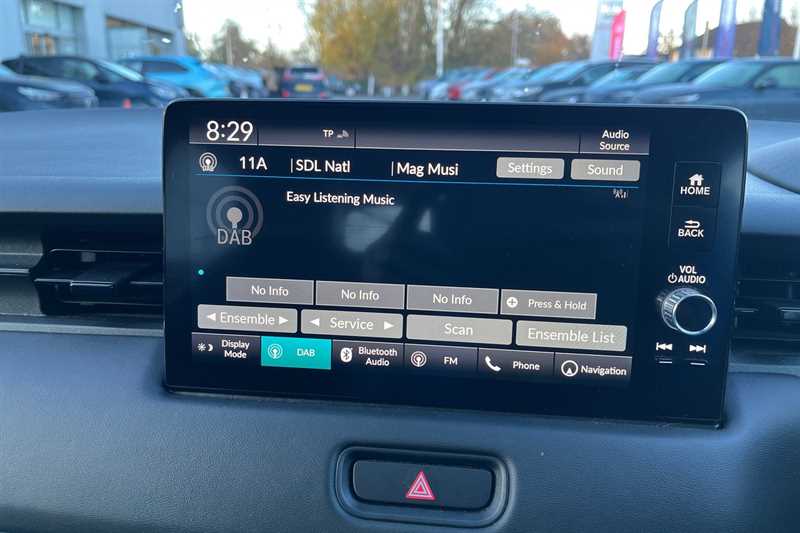 8:29
TP
Audio
Source
11A
SDL Natl
Mag Musi
Settings
Sound
DAB
Easy Listening Music
No Info
No Info
No Info
Press & Hold
Ensemble
Service
Scan
Ensemble List
Display
Mode
DAB
Bluetooth
Audio
FM
Phone
Navigation
HOME
BACK
VOL
AUDIO